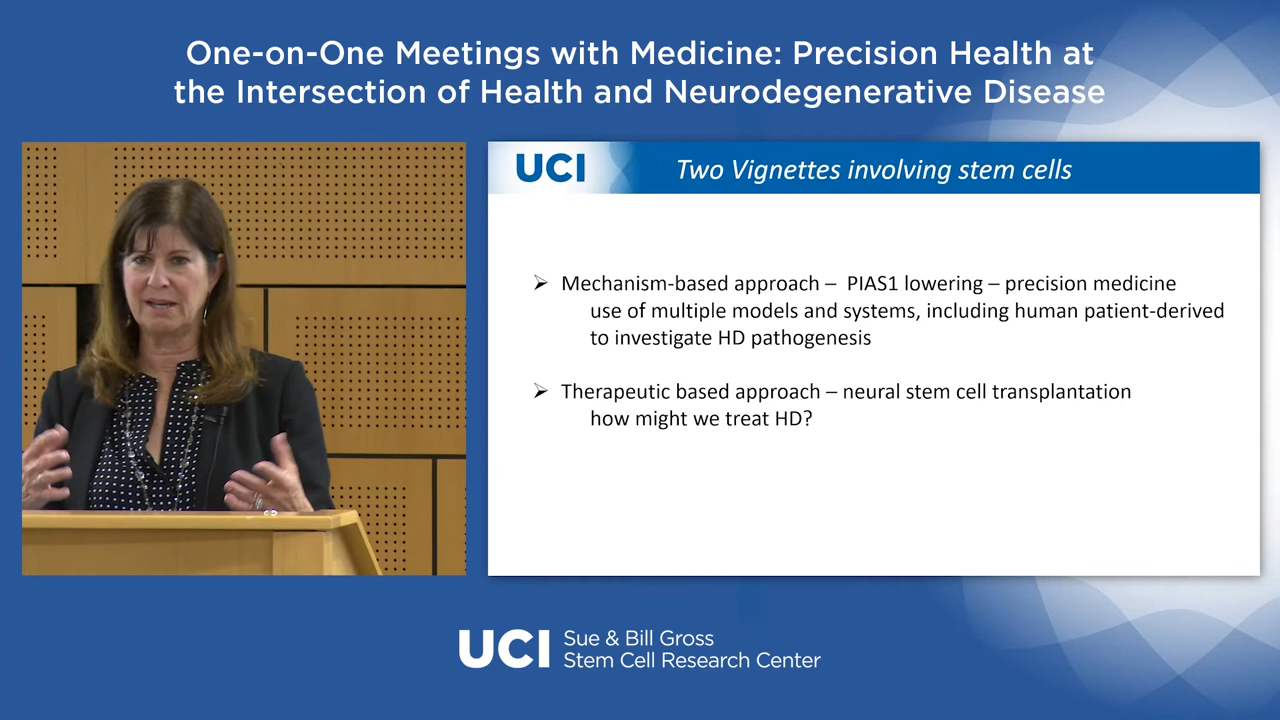 One-on-One Meetings with Medicine: Precision Health at
the Intersection of Health and Neurodegenerative Disease
UCI
Two Vignettes involving stem cells
➢ Mechanism-based approach – PIAS1 lowering – precision medicine
use of multiple models and systems, including human patient-derived
to investigate HD pathogenesis
➢ Therapeutic based approach – neural stem cell transplantation
how might we treat HD?
UCI
Sue & Bill Gross
Stem Cell Research Center